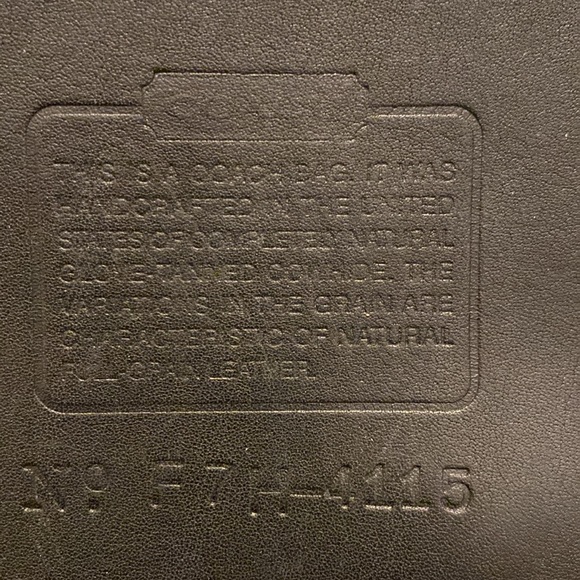 COACH
THIS IS A COACH BAG. IT WAS
HANDCRAFTED IN THE UNITED
STATES OF COMPLETELY NATURAL
GLOVE-TANNED COWHIDE. THE
VARIATIONS IN THE GRAIN ARE
CHARACTERISTIC OF NATURAL
FULL GRAIN LEATHER.
Nº F7H-4115